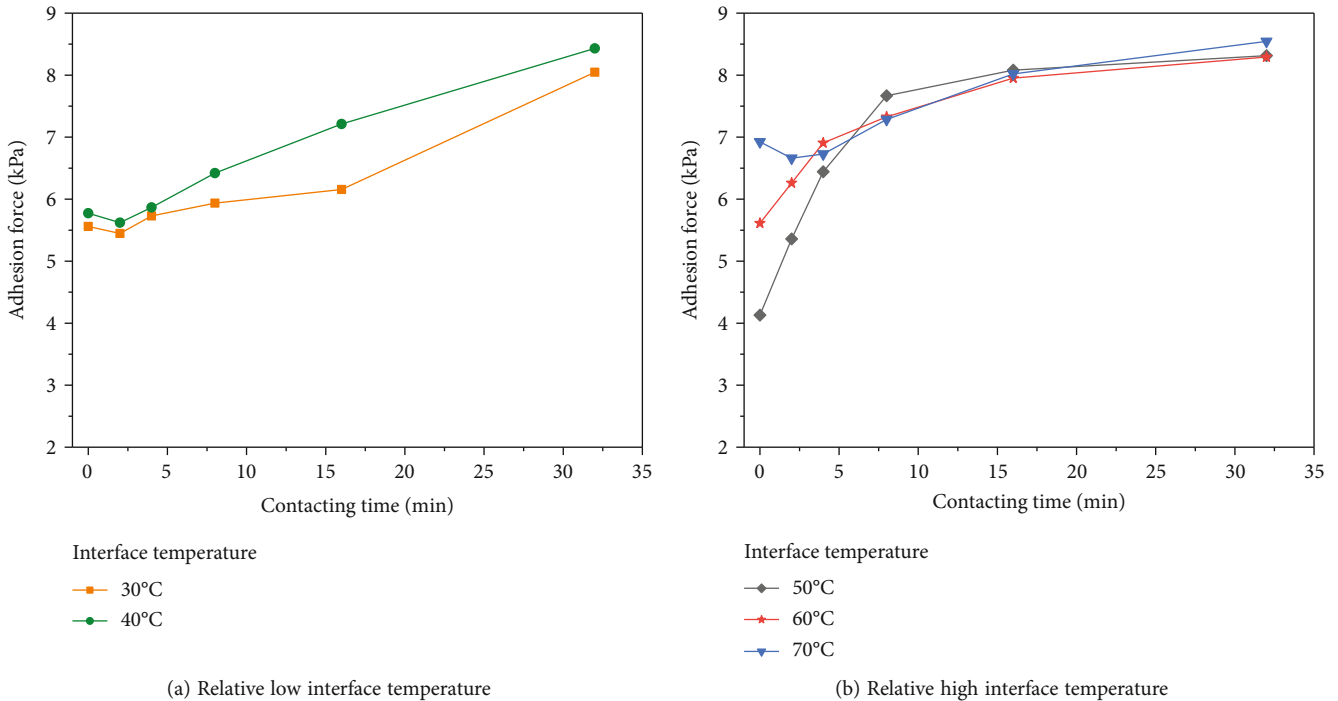 9
8
7
6
5
4
3
2
Adhesion force (kPa)
0
5
10
15
20
25
30
35
Contacting time (min)
Interface temperature
30°C
40°C
(a) Relative low interface temperature
9
8
7
6
5
4
3
2
Adhesion force (kPa)
0
5
10
15
20
25
30
35
Contacting time (min)
Interface temperature
50°C
60°C
70°C
(b) Relative high interface temperature